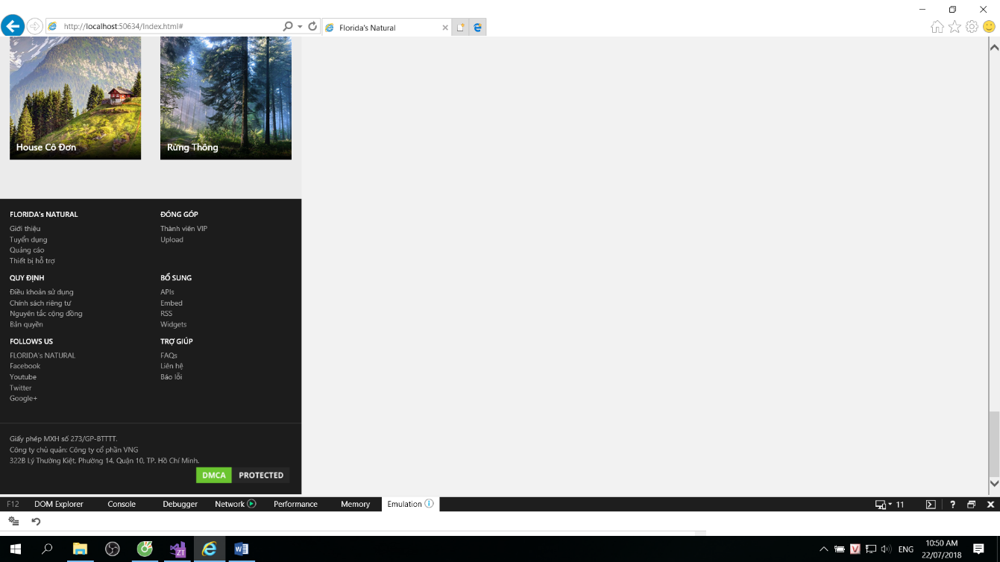 http://localhost:50634/Index.html#
Florida's Natural
House Cô Đơn
Rừng Thông
FLORIDA's NATURAL
Giới thiệu
Tuyển dụng
Quảng cáo
Thiết bị hỗ trợ
ĐÓNG GÓP
Thành viên VIP
Upload
QUY ĐỊNH
Điều khoản sử dụng
Chính sách riêng tư
Nguyên tắc cộng đồng
Bản quyền
BỔ SUNG
APIs
Embed
RSS
Widgets
FOLLOWS US
FLORIDA's NATURAL
Facebook
Youtube
Twitter
Google+
TRỢ GIÚP
FAQs
Liên hệ
Báo lỗi
Giấy phép MXH số 273/GP-BTTTT.
Công ty chủ quản: Công ty cổ phần VNG
322B Lý Thường Kiệt, Phường 14, Quận 10, TP. Hồ Chí Minh.
DMCA PROTECTED
F12 DOM Explorer Console Debugger Network Performance Memory Emulation 11
ENG
10:50 AM
22/07/2018